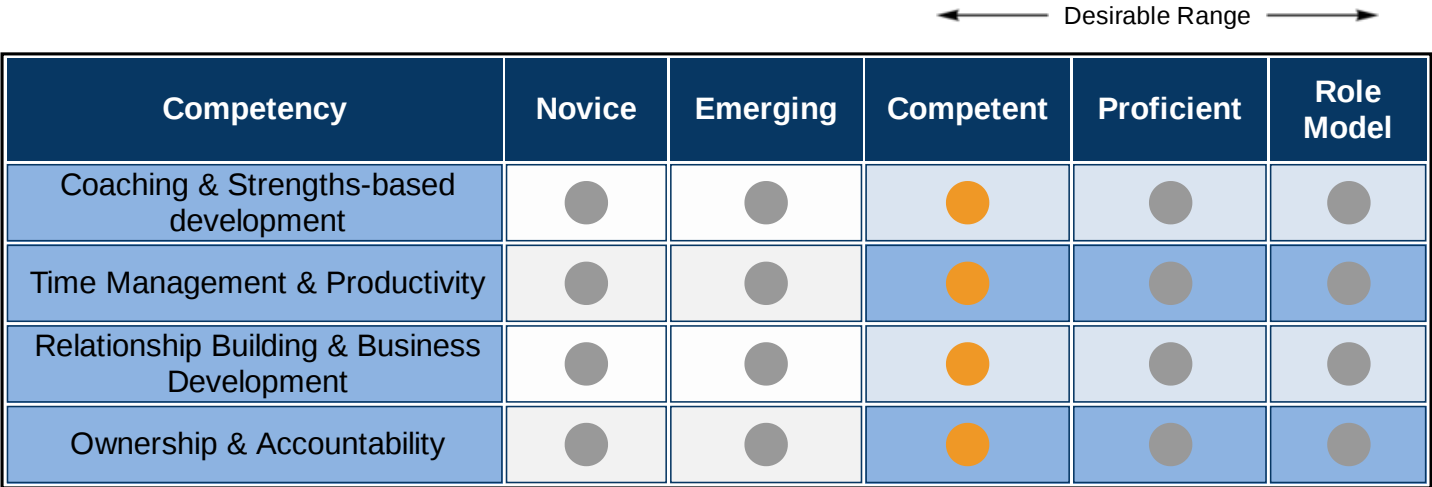 Desirable Range
Competency
Novice
Emerging
Competent
Proficient
Role
Model
Coaching & Strengths-based
development
Time Management & Productivity
Relationship Building & Business
Development
Ownership & Accountability